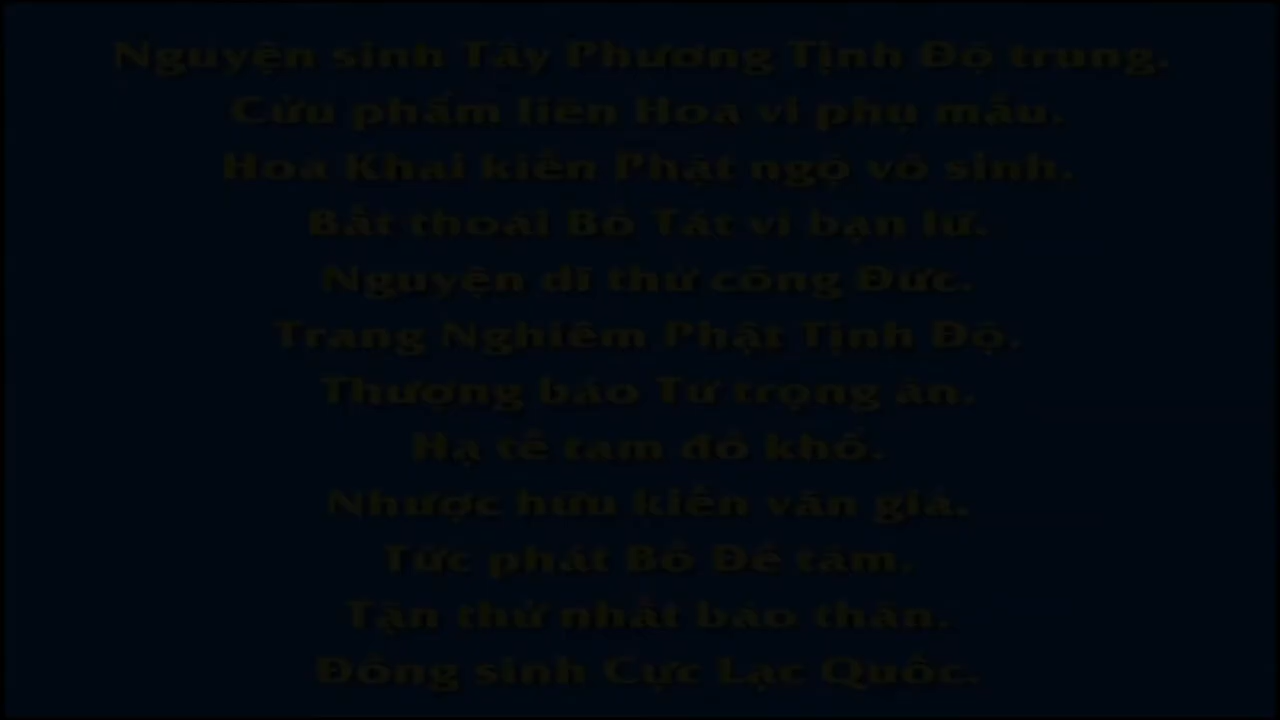 Nguyện sinh Tây Phương Tịnh Độ trung.
Cửu phẩm liên Hoa vi phụ mẫu.
Hoa Khai kiến Phật ngộ vô sinh.
Bất thoái Bồ Tát vi bạn lữ.
Nguyện dĩ thử công Đức.
Trang Nghiêm Phật Tịnh Độ.
Thượng báo Tứ trọng ân.
Hạ tế tam đồ khổ.
Nhược hữu kiến văn giả.
Tức phát Bồ Đề tâm.
Tận thử nhất báo thân.
Đồng sinh Cực Lạc Quốc.